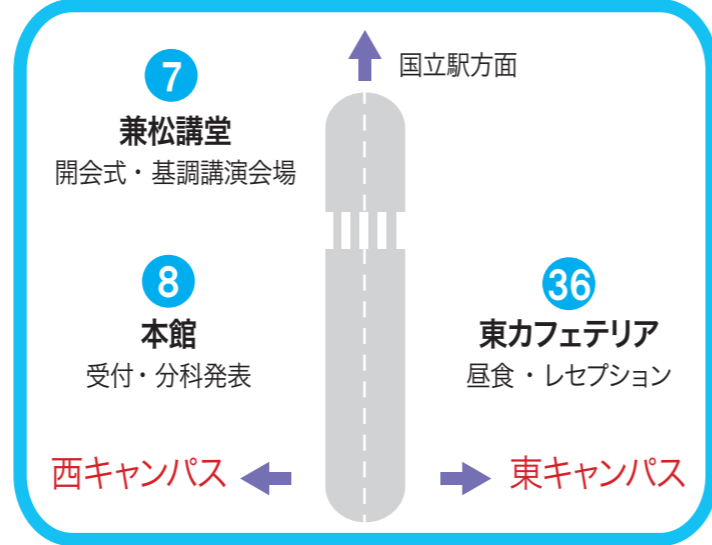 国立駅方面
7
兼松講堂
開会式・基調講演会場
8
本館
受付・分科発表
36
東カフェテリア
昼食・レセプション
西キャンパス
東キャンパス